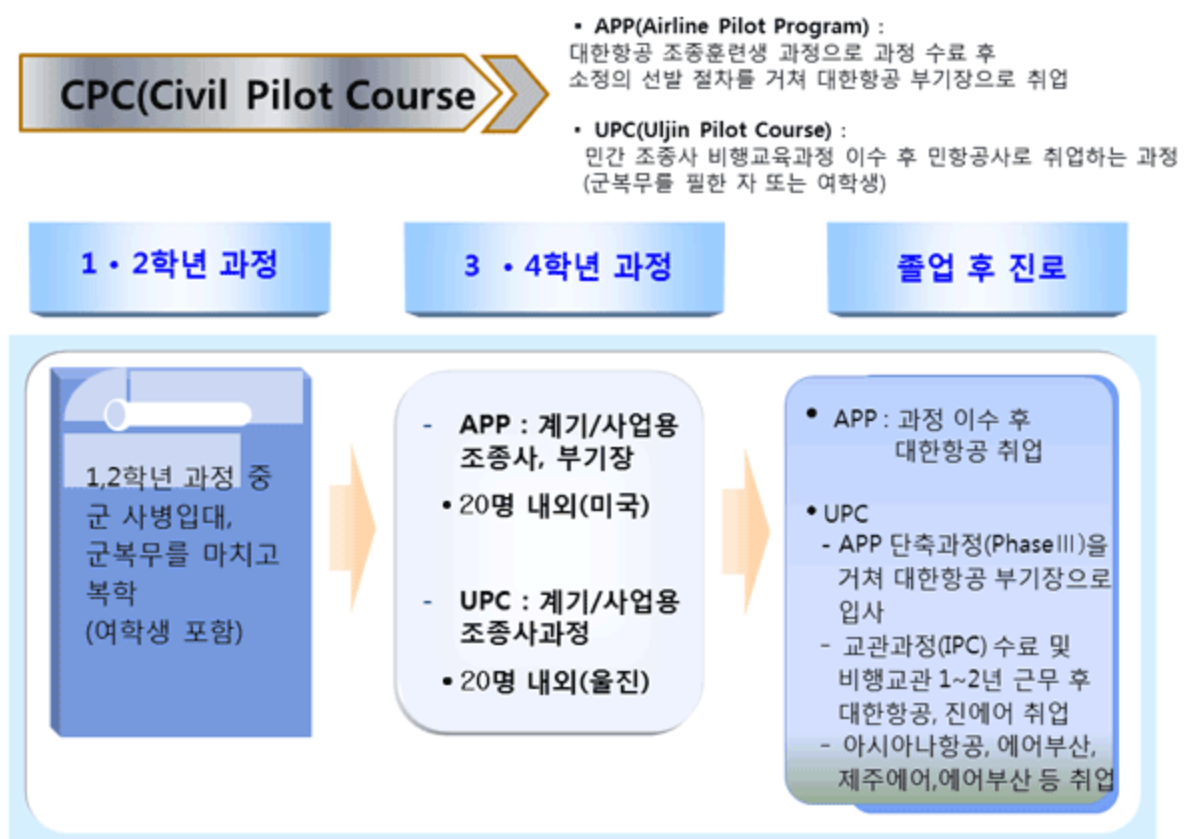 CPC(Civil Pilot Course
▪ APP(Airline Pilot Program) :
대한항공 조종훈련생 과정으로 과정 수료 후
소정의 선발 절차를 거쳐 대한항공 부기장으로 취업
▪ UPC(Uljin Pilot Course) :
민간 조종사 비행교육과정 이수 후 민항공사로 취업하는 과정
(군복무를 필한 자 또는 여학생)
1 • 2학년 과정
3 • 4학년 과정
졸업 후 진로
1,2학년 과정 중
군 사병입대,
군복무를 마치고
복학
(여학생 포함)
- APP : 계기/사업용
조종사, 부기장
• 20명 내외(미국)
- UPC : 계기/사업용
조종사과정
• 20명 내외(울진)
• APP : 과정 이수 후
대한항공 취업
• UPC
- APP 단축과정(PhaseⅢ)을
거쳐 대한항공 부기장으로
입사
- 교관과정(IPC) 수료 및
비행교관 1~2년 근무 후
대한항공, 진에어 취업
- 아시아나항공, 에어부산,
제주에어,에어부산 등 취업